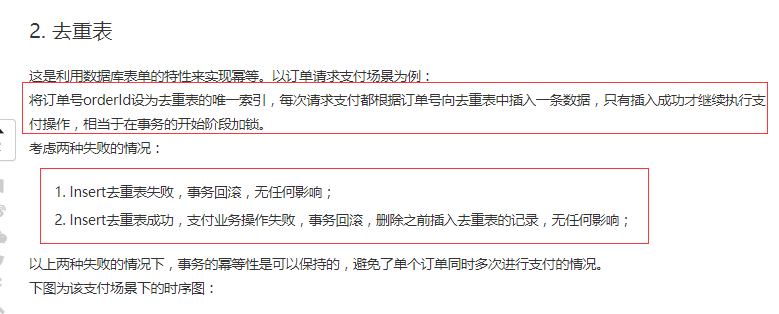 2. 去重表
这是利用数据库表单的特性来实现幂等。以订单请求支付场景为例：
将订单号orderId设为去重表的唯一索引，每次请求支付都根据订单号向去重表中插入一条数据，只有插入成功才继续执行支
付操作，相当于在事务的开始阶段加锁。
考虑两种失败的情况：
1. Insert去重表失败，事务回滚，无任何影响；
2. Insert去重表成功，支付业务操作失败，事务回滚，删除之前插入去重表的记录，无任何影响；
以上两种失败的情况下，事务的幂等性是可以保持的，避免了单个订单同时多次进行支付的情况。
下图为该支付场景下的时序图：